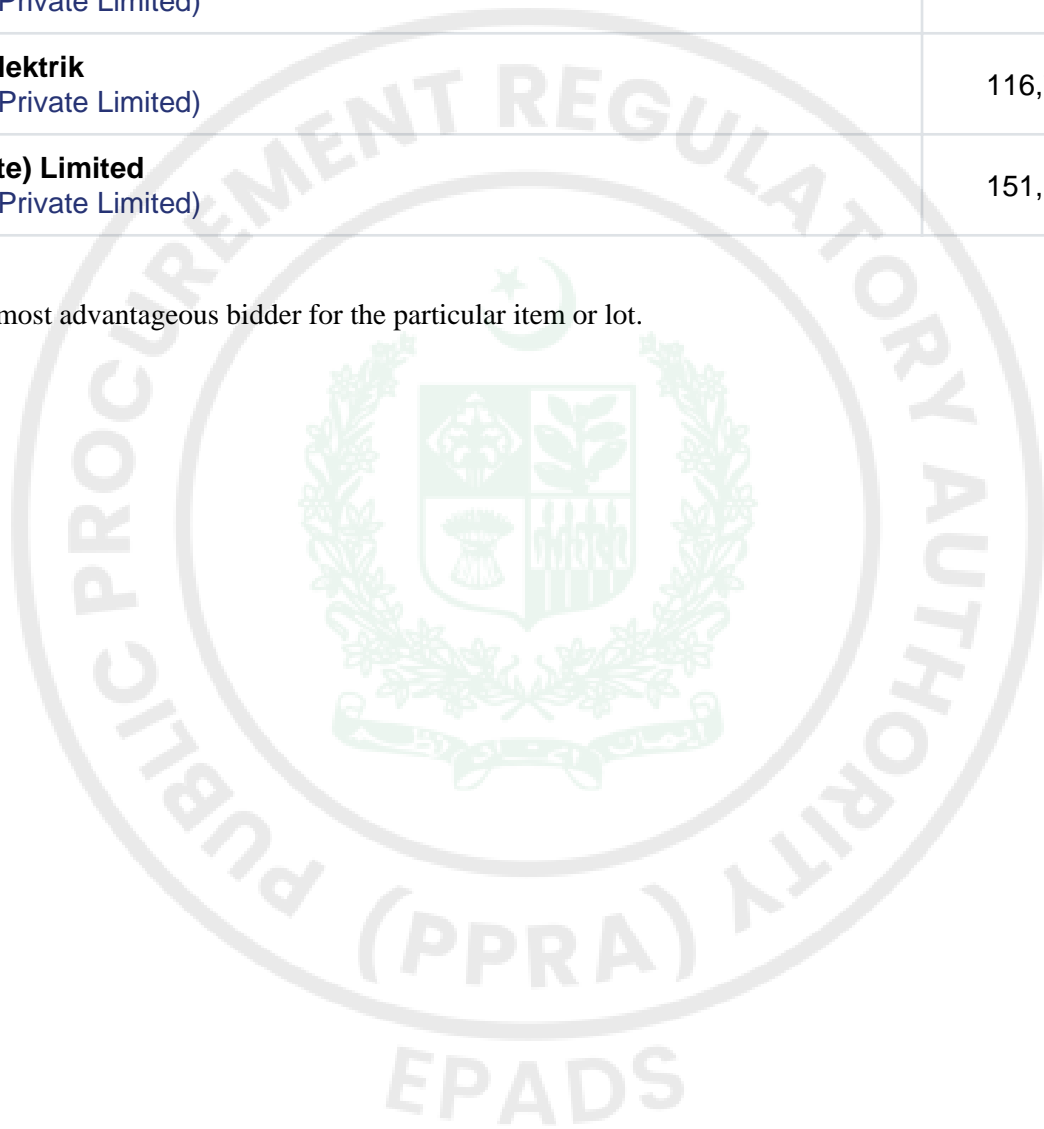 Private Limited)
lektrik
Private Limited)
116,
te) Limited
Private Limited)
151,
most advantageous bidder for the particular item or lot.
PUBLIC PROCUREMENT REGULATORY AUTHORITY
(PPRA)
EPADS